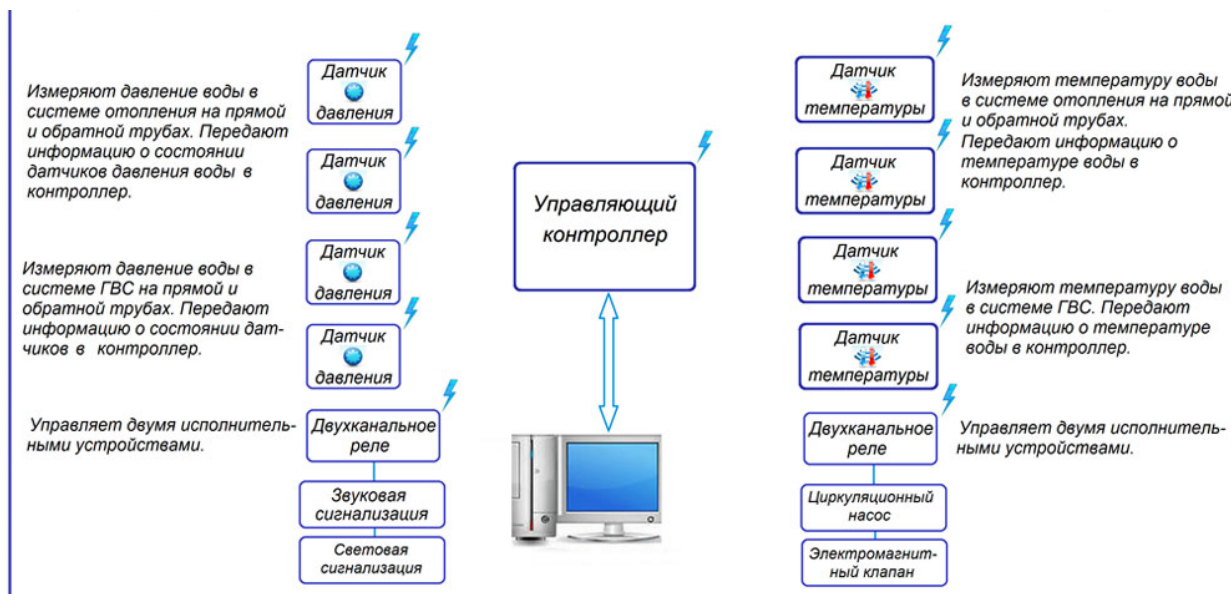 Измеряют давление воды в
системе отопления на прямой
и обратной трубах. Передают
информацию о состоянии
датчиков давления воды в
контроллер.
Датчик
давления
Датчик
давления
Измеряют давление воды в
системе ГВС на прямой и
обратной трубах. Передают
информацию о состоянии дат-
чиков в контроллер.
Датчик
давления
Датчик
давления
Управляет двумя исполнитель-
ными устройствами.
Двухканальное
реле
Звуковая
сигнализация
Световая
сигнализация
Управляющий
контроллер
Датчик
температуры
Датчик
температуры
Измеряют температуру воды
в системе отопления на прямой
и обратной трубах.
Передают информацию о
температуре воды в
контроллер.
Датчик
температуры
Датчик
температуры
Измеряют температуру воды
в системе ГВС. Передают
информацию о температуре
воды в контроллер.
Двухканальное
реле
Управляет двумя исполнитель-
ными устройствами.
Циркуляционный
насос
Электромагнит-
ный клапан